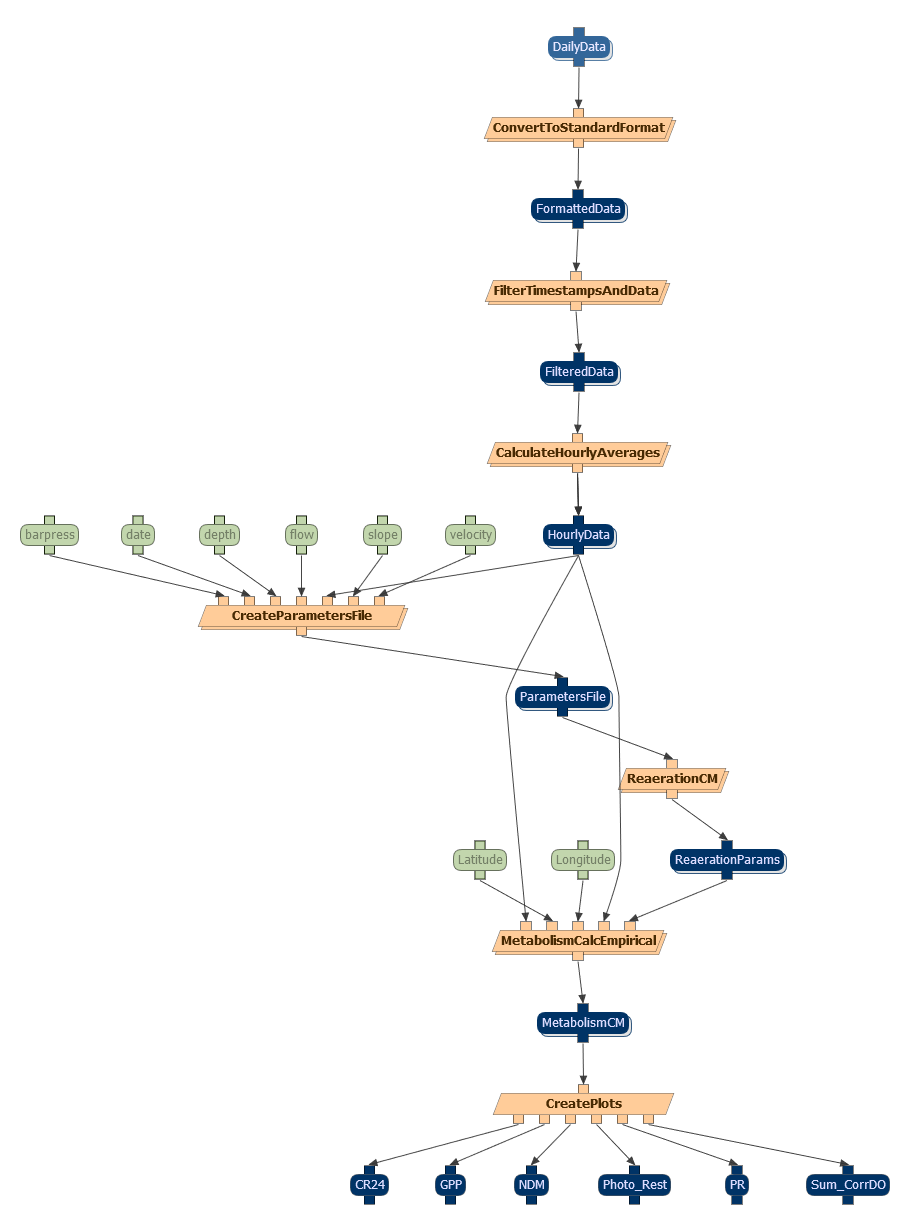 DailyData
ConvertToStandardFormat
FormattedData
FilterTimestampsAndData
FilteredData
CalculateHourlyAverages
barpress date depth flow slope velocity HourlyData
CreateParametersFile
ParametersFile
ReaerationCM
Latitude Longitude ReaerationParams
MetabolismCalcEmpirical
MetabolismCM
CreatePlots
CR24 GPP NDM Photo_Rest PR Sum_CorrDO